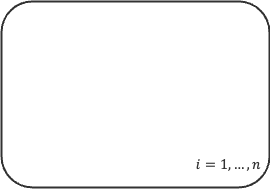 i = 1, ..., n